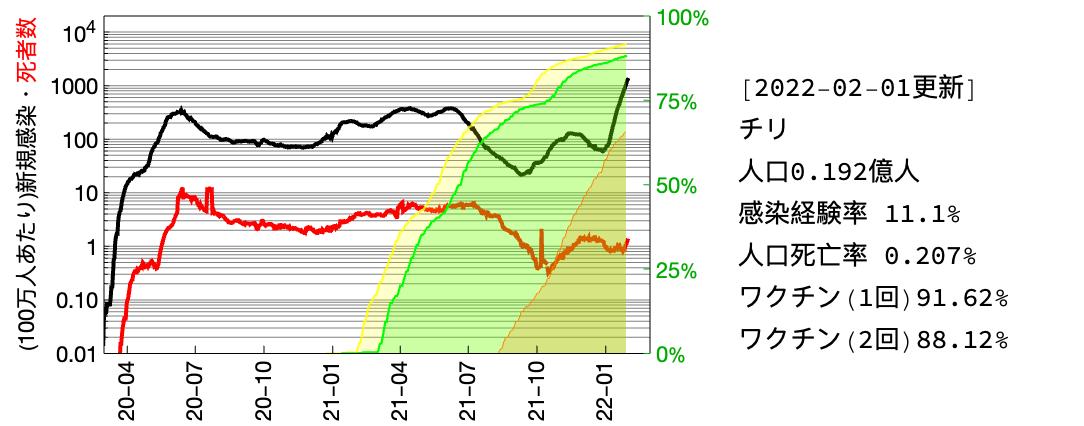 (100万人あたり)新規感染・死者数
10⁴
1000
100
10
1
0.10
0.01
100%
75%
50%
25%
0%
20-04
20-07
20-10
21-01
21-04
21-07
21-10
22-01
[2022-02-01更新]
チリ
人口0.192億人
感染経験率 11.1%
人口死亡率 0.207%
ワクチン(1回)91.62%
ワクチン(2回)88.12%